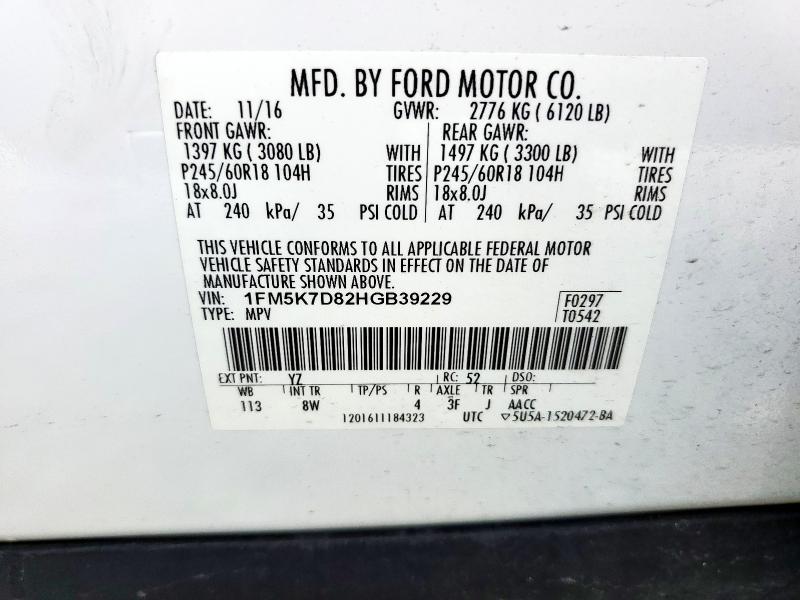 MFD. BY FORD MOTOR CO.
DATE: 11/16 GVWR: 2776 KG ( 6120 LB)
FRONT GAWR: REAR GAWR:
1397 KG ( 3080 LB) WITH 1497 KG ( 3300 LB) WITH
P245/60R18 104H TIRES P245/60R18 104H TIRES
18x8.0J RIMS 18x8.0J RIMS
AT 240 kPa/ 35 PSI COLD AT 240 kPa/ 35 PSI COLD
THIS VEHICLE CONFORMS TO ALL APPLICABLE FEDERAL MOTOR
VEHICLE SAFETY STANDARDS IN EFFECT ON THE DATE OF
MANUFACTURE SHOWN ABOVE.
VIN: 1FM5K7D82HGB39229 F0297
TYPE: MPV T0542
EXT PNT: YZ RC: 52 DSO:
WB INT TR TP/PS R AXLE TR SPR
113 8W 4 3F J AACC
1201611184323 UTC ▽5U5A-1520472-BA